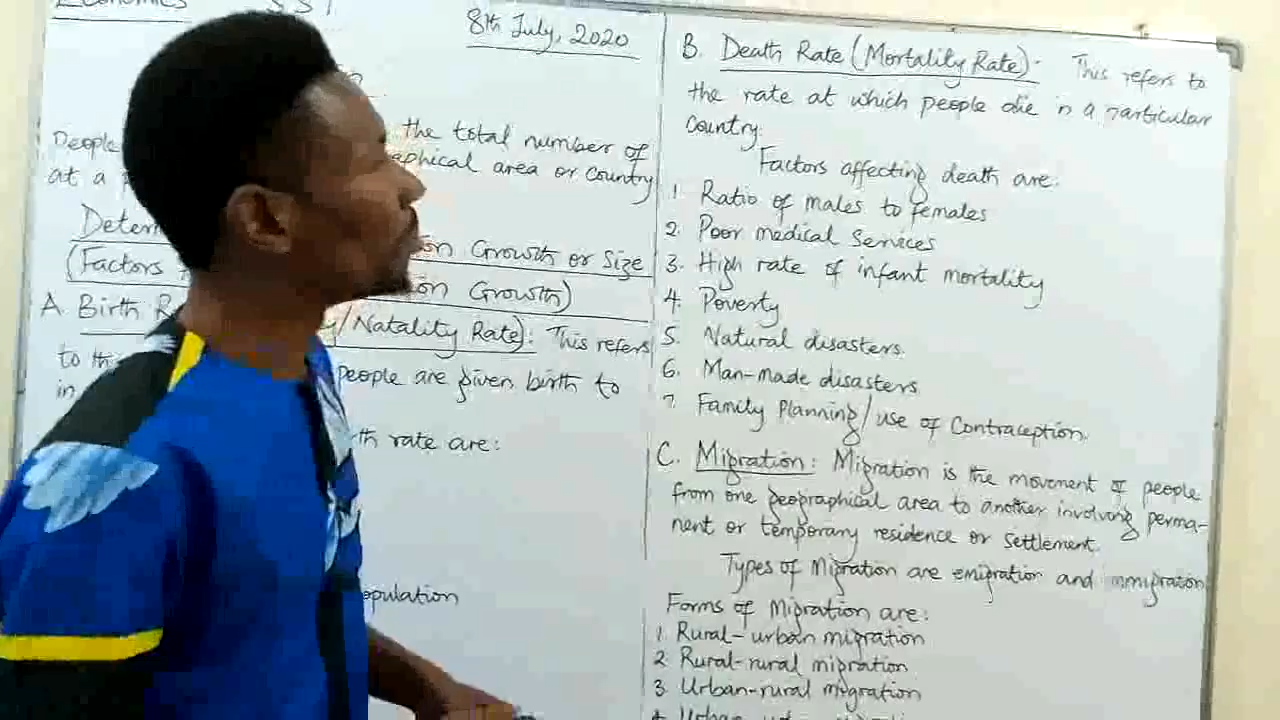 Economics SS1
8th July, 2020
the total number of
People
aphical area or country
at a
Deter
on Growth or Size
(Factors
on Growth)
A. Birth R
y/Natality Rate): This refers
to th
people are given birth to
in
th rate are:
opulation
B. Death Rate (Mortality Rate):- This refers to
the rate at which people die in a particular
country.
Factors affecting death are:
1. Ratio of males to females
2. Poor medical Services
3. High rate of infant mortality
4. Poverty
5. Natural disasters.
6. Man-made disasters
7. Family Planning/use of Contraception.
C. Migration: Migration is the movement of people
from one geographical area to another involving perma-
nent or temporary residence or settlement.
Types of Migration are emigration and immigration
Forms of Migration are:
1. Rural-urban migration
2. Rural-rural migration
3. Urban-rural migration
Urban